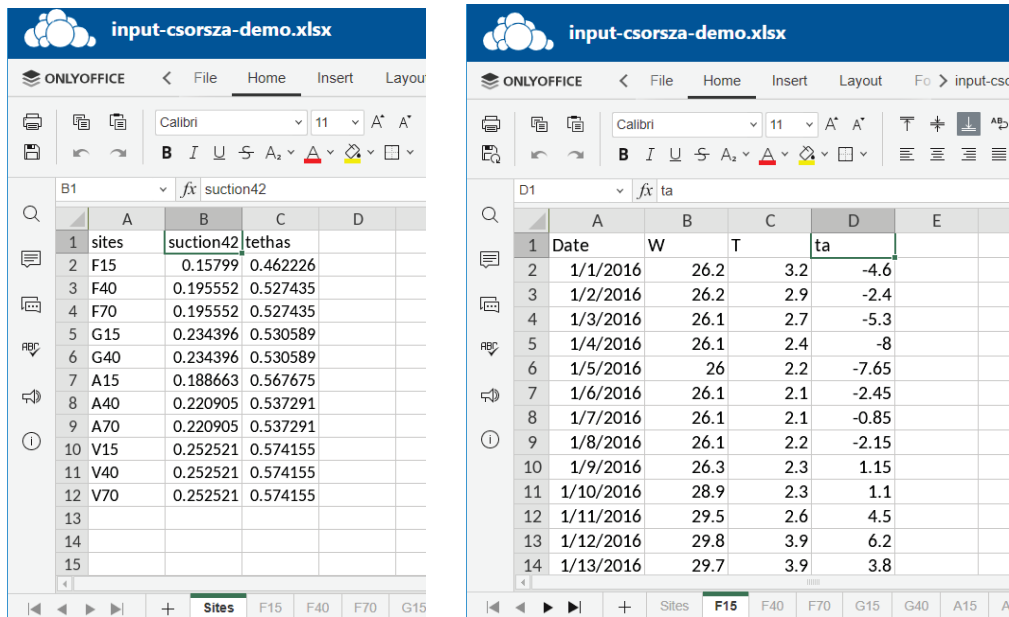 input-csorsza-demo.xlsx
ONLYOFFICE File Home Insert Layou
Calibri 11 A A
B I U S A₂ A
B1 fx suction42
A B C D
1 sites suction42 tethas
2 F15 0.15799 0.462226
3 F40 0.195552 0.527435
4 F70 0.195552 0.527435
5 G15 0.234396 0.530589
6 G40 0.234396 0.530589
7 A15 0.188663 0.567675
8 A40 0.220905 0.537291
9 A70 0.220905 0.537291
10 V15 0.252521 0.574155
11 V40 0.252521 0.574155
12 V70 0.252521 0.574155
13
14
15
ABC
+ Sites F15 F40 F70 G15
input-csorsza-demo.xlsx
ONLYOFFICE File Home Insert Layout Fo input-cso
Calibri 11 A A
B I U S A₂ A
D1 fx ta
A B C D E
1 Date W T ta
2 1/1/2016 26.2 3.2 -4.6
3 1/2/2016 26.2 2.9 -2.4
4 1/3/2016 26.1 2.7 -5.3
5 1/4/2016 26.1 2.4 -8
6 1/5/2016 26 2.2 -7.65
7 1/6/2016 26.1 2.1 -2.45
8 1/7/2016 26.1 2.1 -0.85
9 1/8/2016 26.1 2.2 -2.15
10 1/9/2016 26.3 2.3 1.15
11 1/10/2016 28.9 2.3 1.1
12 1/11/2016 29.5 2.6 4.5
13 1/12/2016 29.8 3.9 6.2
14 1/13/2016 29.7 3.9 3.8
ABC
+ Sites F15 F40 F70 G15 G40 A15 A